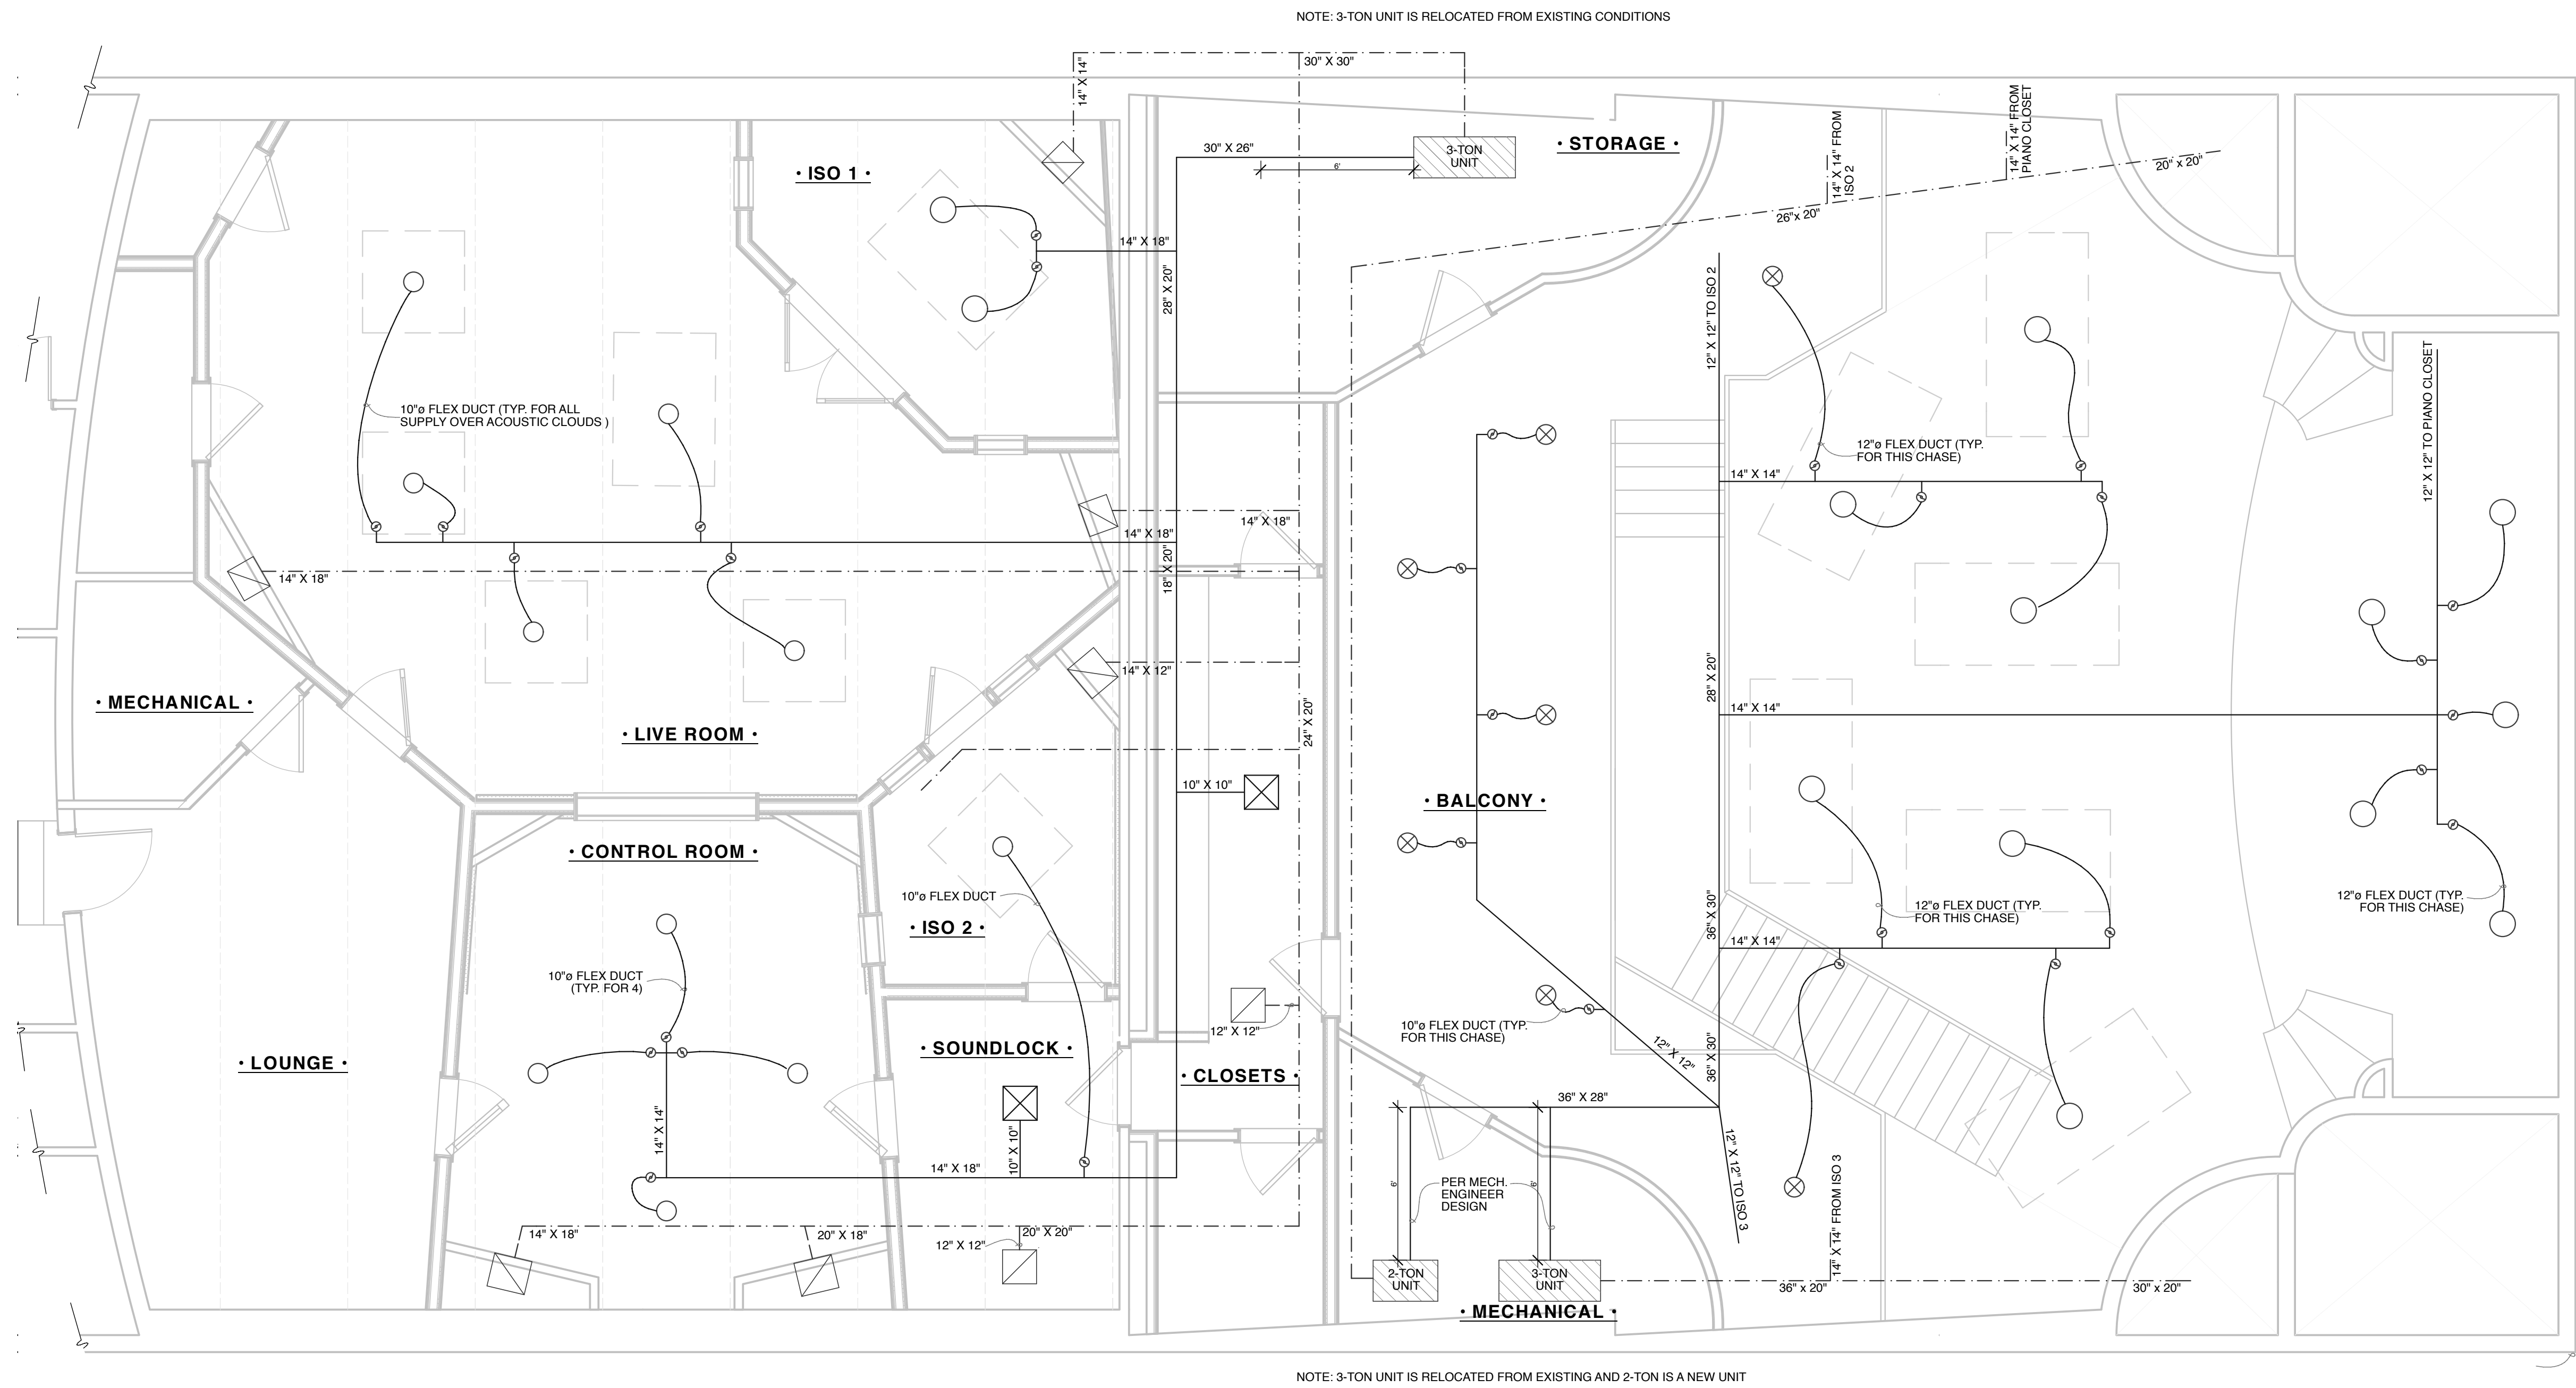 NOTE: 3-TON UNIT IS RELOCATED FROM EXISTING CONDITIONS
14" X 14"
30" X 30"
30" X 26"
6'
3-TON
UNIT
• STORAGE •
14" X 14" FROM
ISO 2
14" X 14" FROM
PIANO CLOSET
20" x 20"
26"x 20"
• ISO 1 •
14" X 18"
28" X 20"
12" X 12" TO ISO 2
12" X 12" TO PIANO CLOSET
10"ø FLEX DUCT (TYP. FOR ALL
SUPPLY OVER ACOUSTIC CLOUDS )
12"ø FLEX DUCT (TYP.
FOR THIS CHASE)
14" X 14"
14" X 18"
14" X 18"
18" X 20"
14" X 18"
14" X 12"
• MECHANICAL •
• LIVE ROOM •
24" X 20"
28" X 20"
14" X 14"
10" X 10"
• BALCONY •
• CONTROL ROOM •
10"ø FLEX DUCT
• ISO 2 •
36" X 30"
12"ø FLEX DUCT (TYP.
FOR THIS CHASE)
12"ø FLEX DUCT (TYP.
FOR THIS CHASE)
14" X 14"
10"ø FLEX DUCT
(TYP. FOR 4)
12" X 12"
10"ø FLEX DUCT (TYP.
FOR THIS CHASE)
12" X 12"
36" X 30"
• LOUNGE •
• SOUNDLOCK •
• CLOSETS •
36" X 28"
14" X 14"
10" X 10"
14" X 18"
6'
PER MECH.
ENGINEER
DESIGN
6'
12" X 12" TO ISO 3
14" X 14" FROM ISO 3
14" X 18"
20" X 18"
12" X 12"
20" X 20"
2-TON
UNIT
3-TON
UNIT
36" x 20"
30" x 20"
• MECHANICAL •
NOTE: 3-TON UNIT IS RELOCATED FROM EXISTING AND 2-TON IS A NEW UNIT